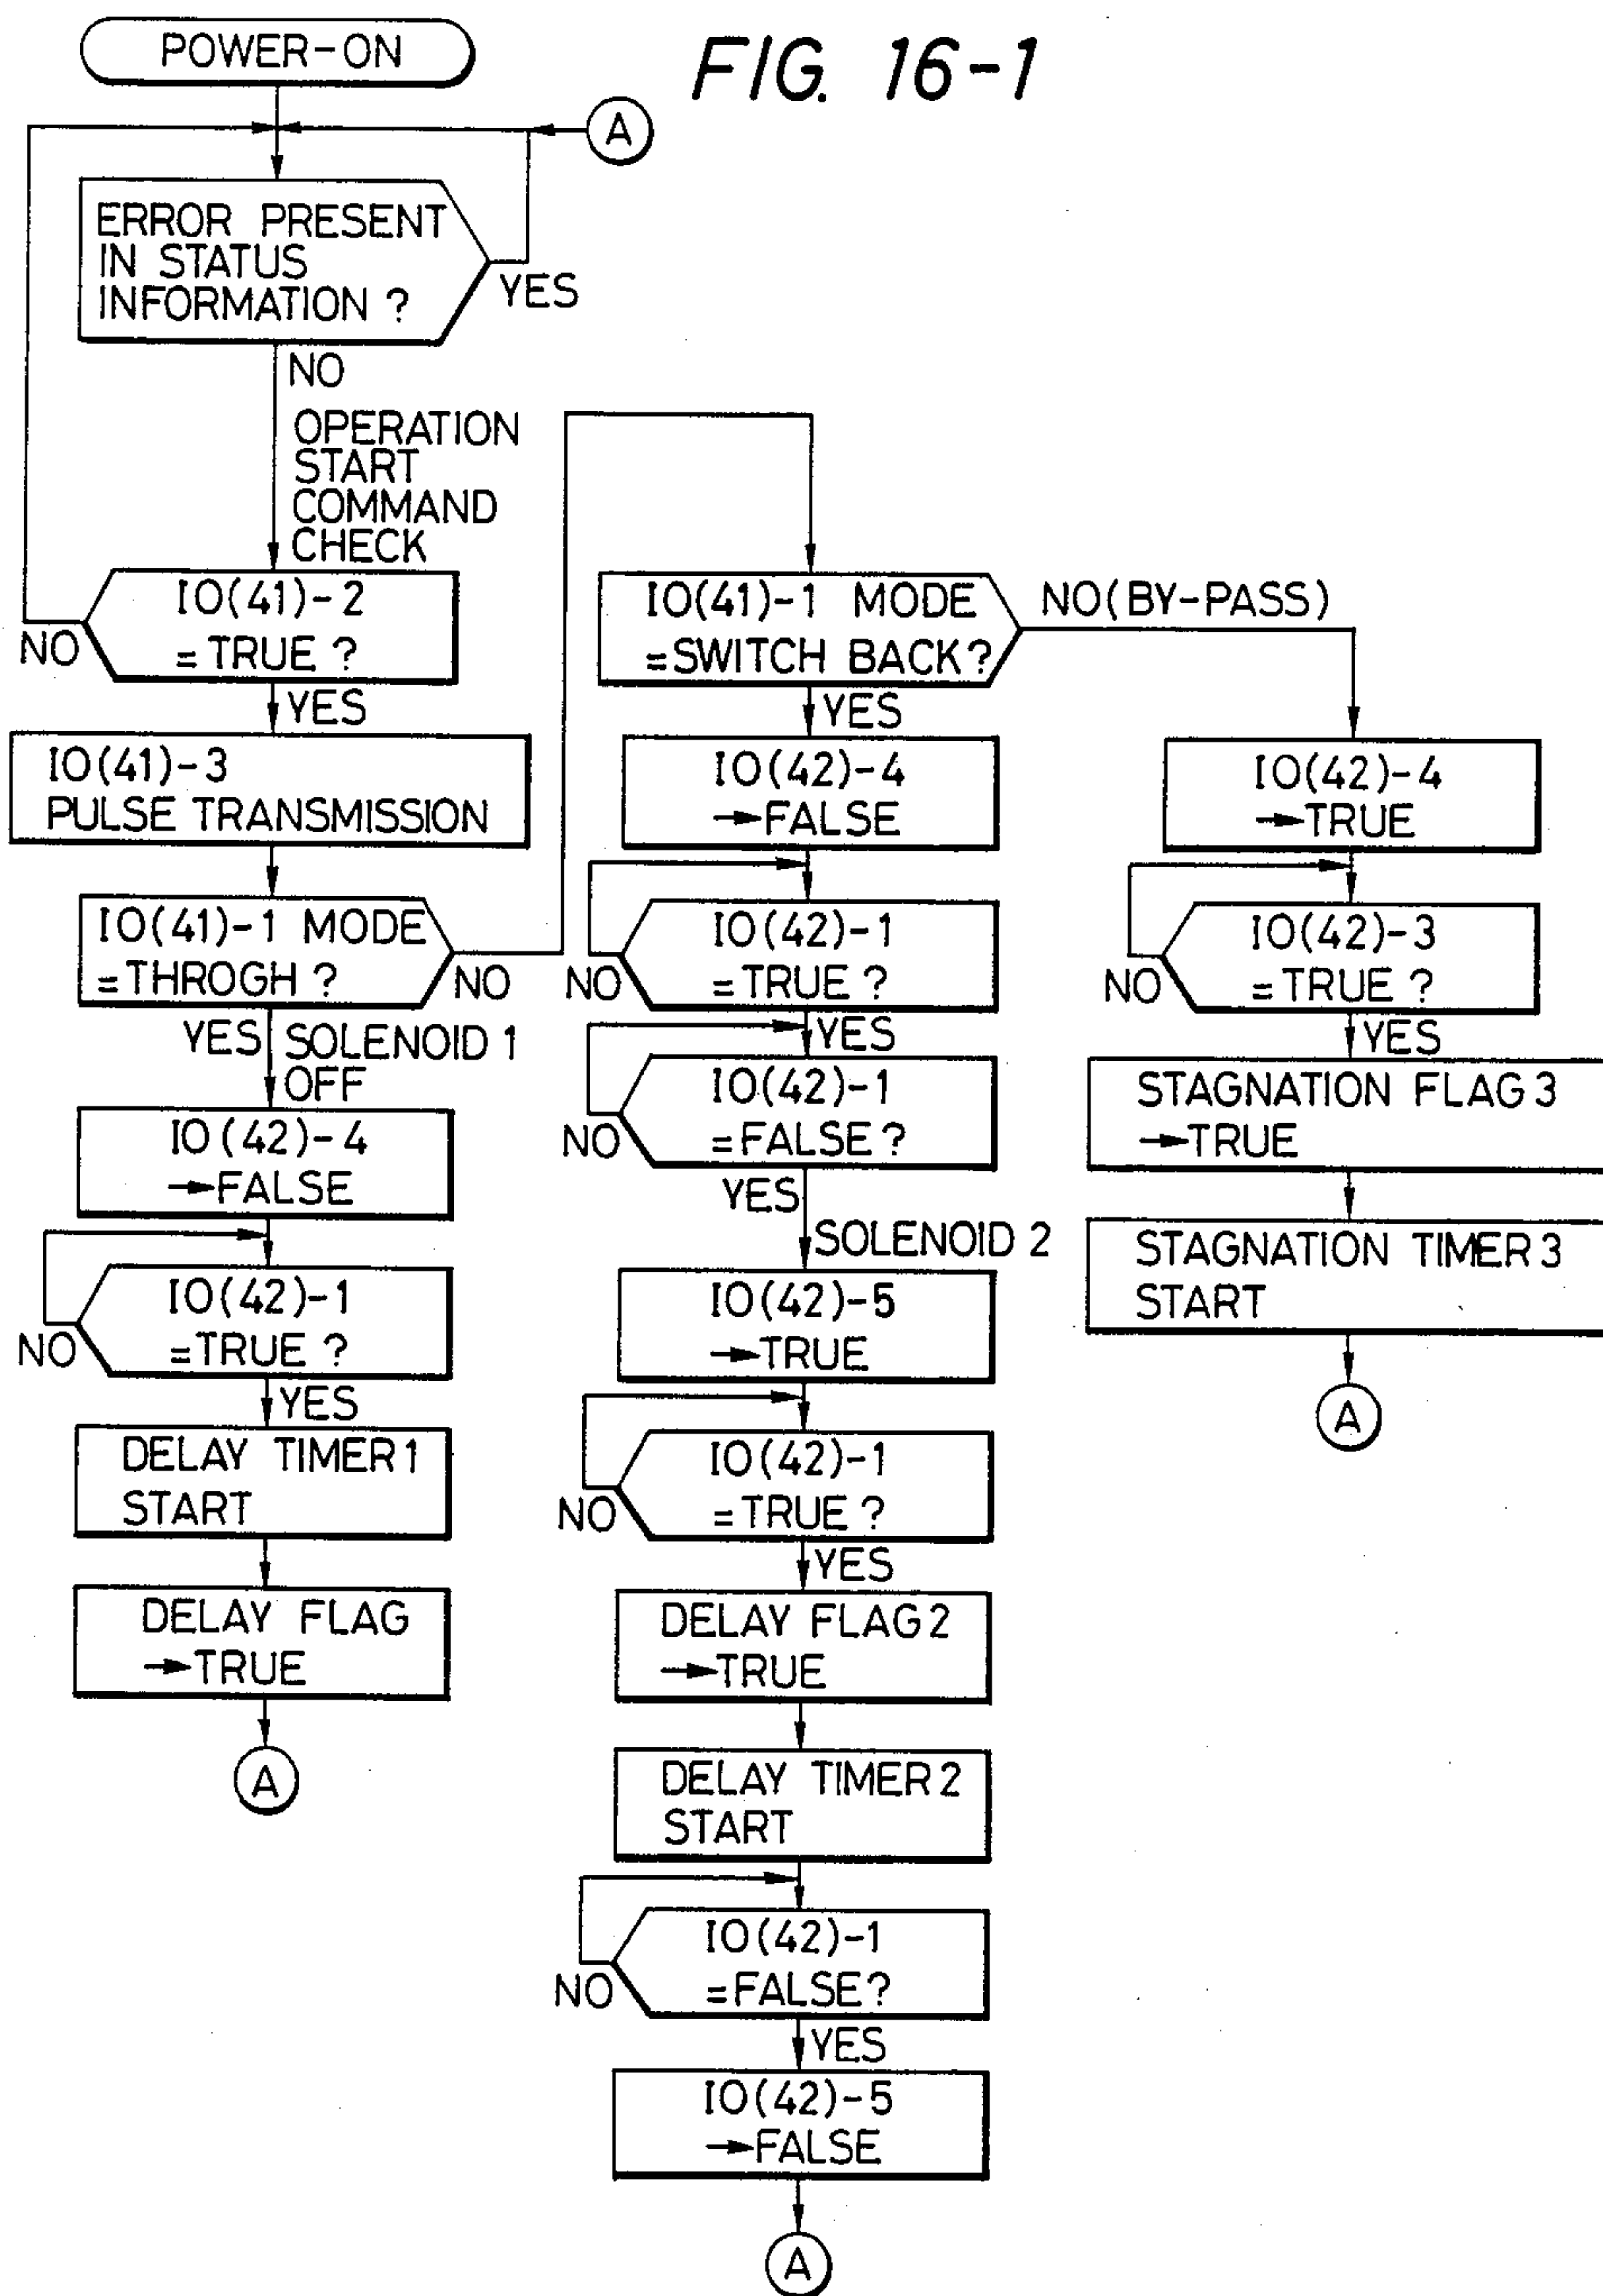 FIG. 16-1
POWER-ON
A
ERROR PRESENT
IN STATUS
INFORMATION ?
YES
NO
OPERATION
START
COMMAND
CHECK
IO(41)-2
=TRUE ?
NO
YES
IO(41)-3
PULSE TRANSMISSION
IO(41)-1 MODE
=THROGH ?
NO
YES
SOLENOID 1
OFF
IO(42)-4
→FALSE
IO(42)-1
=TRUE ?
NO
YES
DELAY TIMER 1
START
DELAY FLAG
→TRUE
A
IO(41)-1 MODE
=SWITCH BACK?
NO(BY-PASS)
YES
IO(42)-4
→FALSE
IO(42)-1
=TRUE ?
NO
YES
IO(42)-1
=FALSE?
NO
YES
SOLENOID 2
IO(42)-5
→TRUE
IO(42)-1
=TRUE ?
NO
YES
DELAY FLAG 2
→TRUE
DELAY TIMER 2
START
IO(42)-1
=FALSE?
NO
YES
IO(42)-5
→FALSE
A
IO(42)-4
→TRUE
IO(42)-3
=TRUE ?
NO
YES
STAGNATION FLAG 3
→TRUE
STAGNATION TIMER 3
START
A